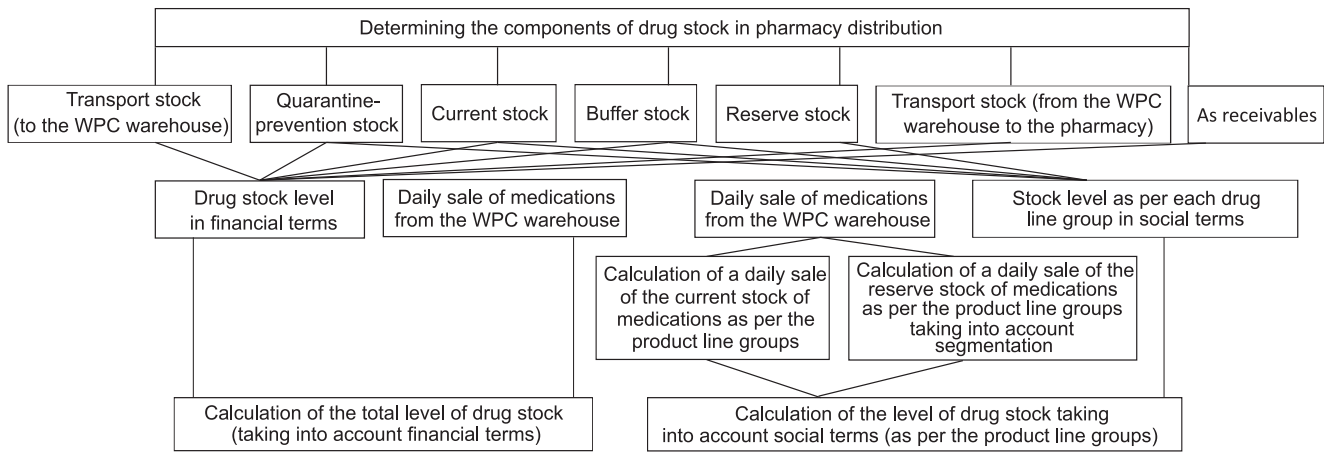 Determining the components of drug stock in pharmacy distribution
Transport stock
(to the WPC warehouse)
Quarantine-
prevention stock
Current stock
Buffer stock
Reserve stock
Transport stock (from the WPC
warehouse to the pharmacy)
As receivables
Drug stock level
in financial terms
Daily sale of medications
from the WPC warehouse
Daily sale of medications
from the WPC warehouse
Stock level as per each drug
line group in social terms
Calculation of a daily sale
of the current stock of
medications as per the
product line groups
Calculation of a daily sale of the
reserve stock of medications
as per the product line groups
taking into account
segmentation
Calculation of the total level of drug stock
(taking into account financial terms)
Calculation of the level of drug stock taking
into account social terms (as per the product line groups)